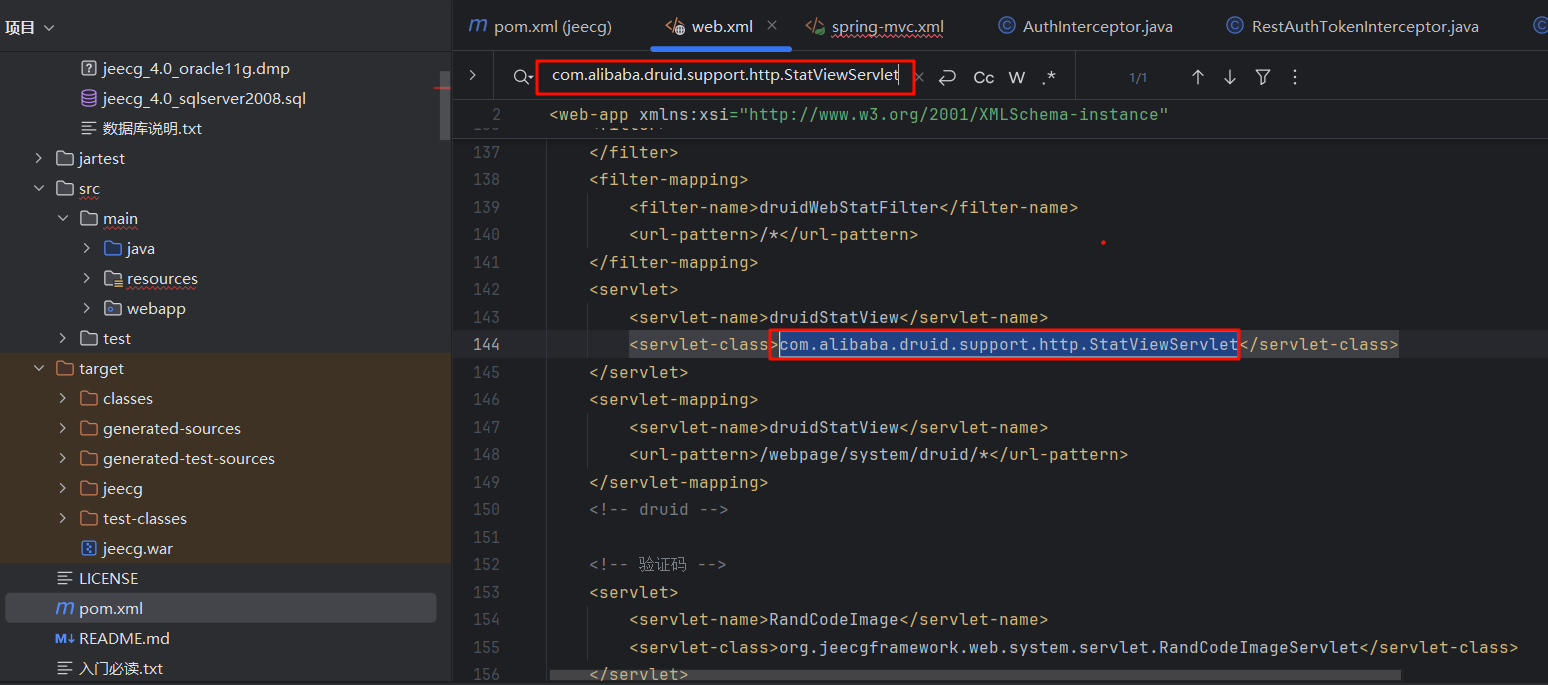 项目
jeecg_4.0_oracle11g.dmp
jeecg_4.0_sqlserver2008.sql
数据库说明.txt
jartest
src
main
java
resources
webapp
test
target
classes
generated-sources
generated-test-sources
jeecg
test-classes
jeecg.war
LICENSE
pom.xml
README.md
入门必读.txt
pom.xml (jeecg)
web.xml
spring-mvc.xml
AuthInterceptor.java
RestAuthTokenInterceptor.java
com.alibaba.druid.support.http.StatViewServlet
Cc W .* 1/1
2 <web-app xmlns:xsi="http://www.w3.org/2001/XMLSchema-instance"
137 </filter>
138 <filter-mapping>
139 <filter-name>druidWebStatFilter</filter-name>
140 <url-pattern>/*</url-pattern>
141 </filter-mapping>
142 <servlet>
143 <servlet-name>druidStatView</servlet-name>
144 <servlet-class>com.alibaba.druid.support.http.StatViewServlet</servlet-class>
145 </servlet>
146 <servlet-mapping>
147 <servlet-name>druidStatView</servlet-name>
148 <url-pattern>/webpage/system/druid/*</url-pattern>
149 </servlet-mapping>
150 <!-- druid -->
151
152 <!-- 验证码 -->
153 <servlet>
154 <servlet-name>RandCodeImage</servlet-name>
155 <servlet-class>org.jeecgframework.web.system.servlet.RandCodeImageServlet</servlet-class>
156 </servlet>